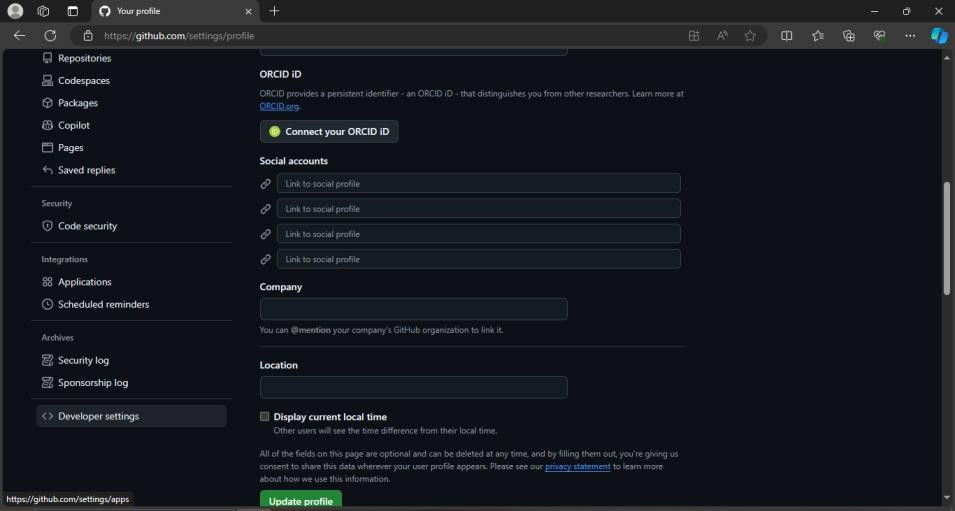 Your profile
https://github.com/settings/profile
Repositories
Codespaces
Packages
Copilot
Pages
Saved replies
Security
Code security
Integrations
Applications
Scheduled reminders
Archives
Security log
Sponsorship log
Developer settings
ORCID iD
ORCID provides a persistent identifier - an ORCID iD - that distinguishes you from other researchers. Learn more at
ORCID.org.
iD Connect your ORCID iD
Social accounts
Link to social profile
Link to social profile
Link to social profile
Link to social profile
Company
You can @mention your company's GitHub organization to link it.
Location
Display current local time
Other users will see the time difference from their local time.
All of the fields on this page are optional and can be deleted at any time, and by filling them out, you're giving us
consent to share this data wherever your user profile appears. Please see our privacy statement to learn more
about how we use this information.
Update profile
https://github.com/settings/apps